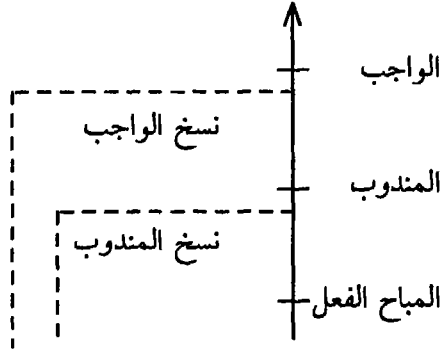 الواجب
نسخ الواجب
المندوب
نسخ المندوب
المباح الفعل